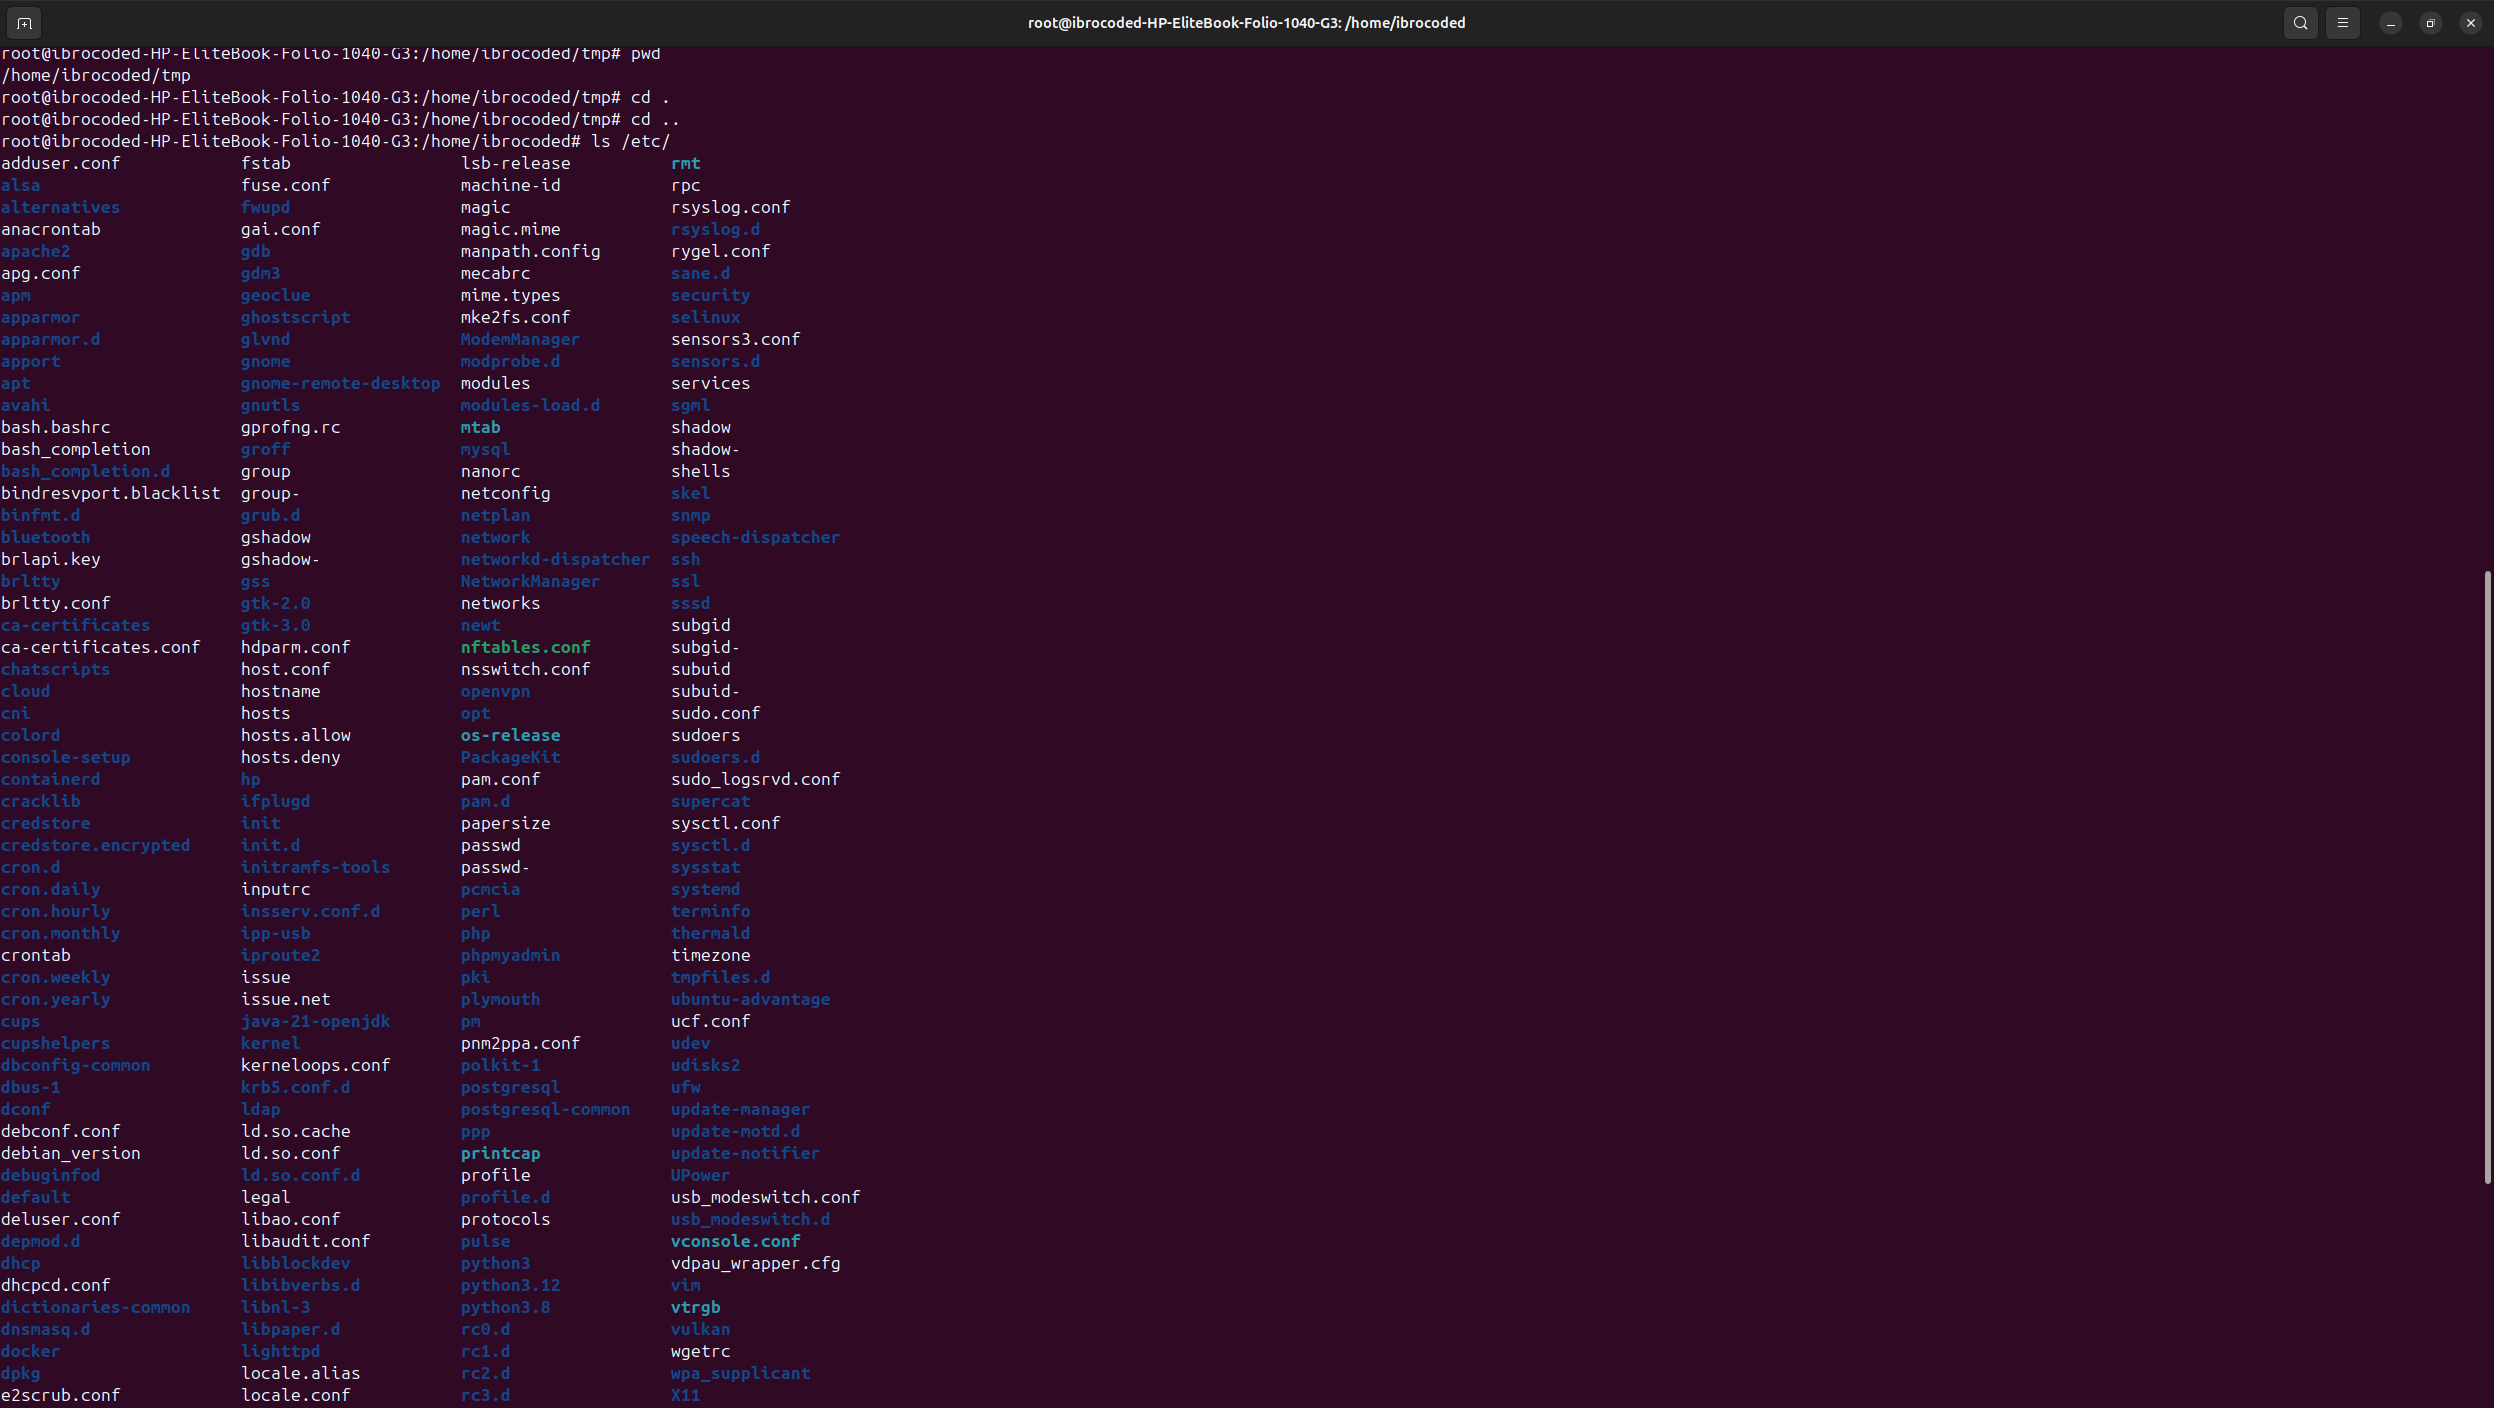 root@ibrocoded-HP-EliteBook-Folio-1040-G3: /home/ibrocoded
root@ibrocoded-HP-EliteBook-Folio-1040-G3:/home/ibrocoded/tmp# pwd
/home/ibrocoded/tmp
root@ibrocoded-HP-EliteBook-Folio-1040-G3:/home/ibrocoded/tmp# cd .
root@ibrocoded-HP-EliteBook-Folio-1040-G3:/home/ibrocoded/tmp# cd ..
root@ibrocoded-HP-EliteBook-Folio-1040-G3:/home/ibrocoded# ls /etc/
adduser.conf fstab lsb-release rmt
alsa fuse.conf machine-id rpc
alternatives fwupd magic rsyslog.conf
anacrontab gai.conf magic.mime rsyslog.d
apache2 gdb manpath.config rygel.conf
apg.conf gdm3 mecabrc sane.d
apm geoclue mime.types security
apparmor ghostscript mke2fs.conf selinux
apparmor.d glvnd ModemManager sensors3.conf
apport gnome modprobe.d sensors.d
apt gnome-remote-desktop modules services
avahi gnutls modules-load.d sgml
bash.bashrc gprofng.rc mtab shadow
bash_completion groff mysql shadow-
bash_completion.d group nanorc shells
bindresvport.blacklist group- netconfig skel
binfmt.d grub.d netplan snmp
bluetooth gshadow network speech-dispatcher
brlapi.key gshadow- networkd-dispatcher ssh
brltty gss NetworkManager ssl
brltty.conf gtk-2.0 networks sssd
ca-certificates gtk-3.0 newt subgid
ca-certificates.conf hdparm.conf nftables.conf subgid-
chatscripts host.conf nsswitch.conf subuid
cloud hostname openvpn subuid-
cni hosts opt sudo.conf
colord hosts.allow os-release sudoers
console-setup hosts.deny PackageKit sudoers.d
containerd hp pam.conf sudo_logsrvd.conf
cracklib ifplugd pam.d supercat
credstore init papersize sysctl.conf
credstore.encrypted init.d passwd sysctl.d
cron.d initramfs-tools passwd- sysstat
cron.daily inputrc pcmcia systemd
cron.hourly insserv.conf.d perl terminfo
cron.monthly ipp-usb php thermald
crontab iproute2 phpmyadmin timezone
cron.weekly issue pki tmpfiles.d
cron.yearly issue.net plymouth ubuntu-advantage
cups java-21-openjdk pm ucf.conf
cupshelpers kernel pnm2ppa.conf udev
dbconfig-common kerneloops.conf polkit-1 udisks2
dbus-1 krb5.conf.d postgresql ufw
dconf ldap postgresql-common update-manager
debconf.conf ld.so.cache ppp update-motd.d
debian_version ld.so.conf printcap update-notifier
debuginfod ld.so.conf.d profile UPower
default legal profile.d usb_modeswitch.conf
deluser.conf libao.conf protocols usb_modeswitch.d
depmod.d libaudit.conf pulse vconsole.conf
dhcp libblockdev python3 vdpau_wrapper.cfg
dhcpcd.conf libibverbs.d python3.12 vim
dictionaries-common libnl-3 python3.8 vtrgb
dnsmasq.d libpaper.d rc0.d vulkan
docker lighttpd rc1.d wgetrc
dpkg locale.alias rc2.d wpa_supplicant
e2scrub.conf locale.conf rc3.d X11